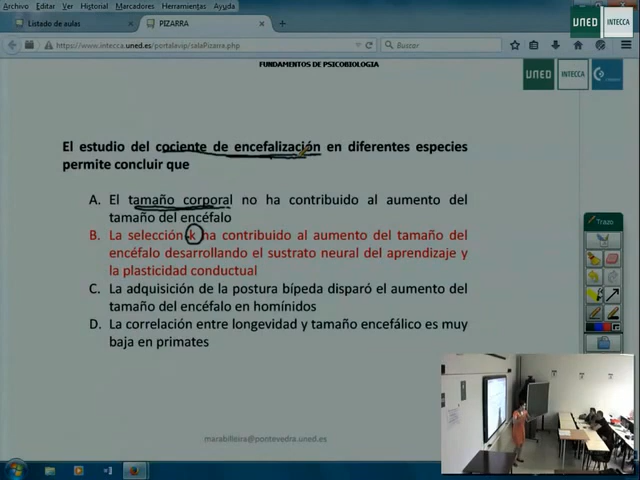 Archivo Editar Ver Historial Marcadores Herramientas Ayuda
Listado de aulas
PIZARRA
https://www.intecca.uned.es/portalavip/salaPizarra.php
Buscar
UNED
INTECCA
FUNDAMENTOS DE PSICOBIOLOGIA
UNED
INTECCA
El estudio del cociente de encefalización en diferentes especies
permite concluir que
A. El tamaño corporal no ha contribuido al aumento del
tamaño del encéfalo
B. La selección k ha contribuido al aumento del tamaño del
encéfalo desarrollando el sustrato neural del aprendizaje y
la plasticidad conductual
C. La adquisición de la postura bípeda disparó el aumento del
tamaño del encéfalo en homínidos
D. La correlación entre longevidad y tamaño encefálico es muy
baja en primates
Trazo